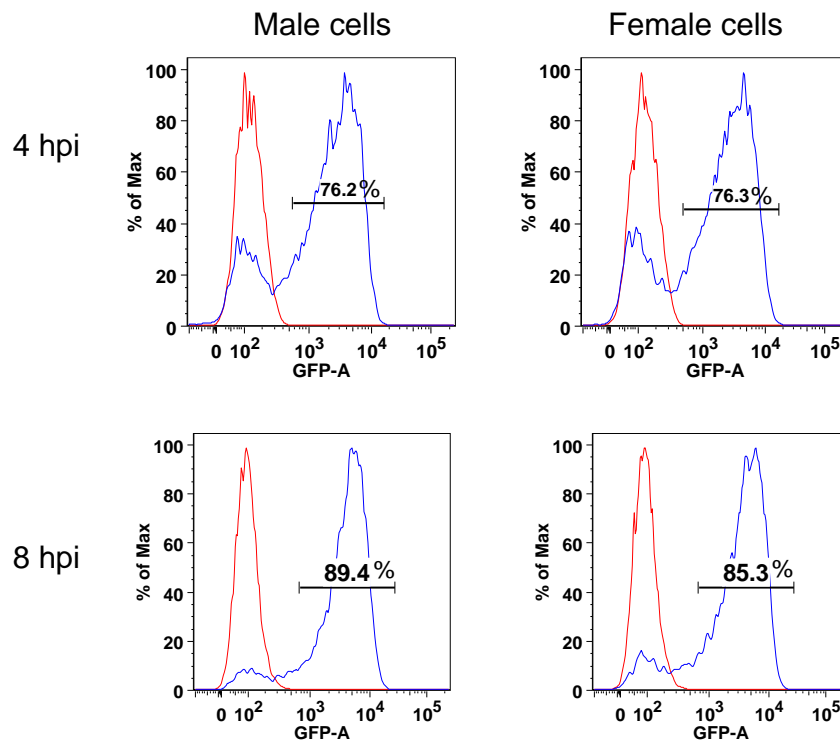 Male cells
Female cells
4 hpi
% of Max
100
80
60
40
20
0
76.2%
0 10² 10³ 10⁴ 10⁵
GFP-A
% of Max
100
80
60
40
20
0
76.3%
0 10² 10³ 10⁴ 10⁵
GFP-A
8 hpi
% of Max
100
80
60
40
20
0
89.4%
0 10² 10³ 10⁴ 10⁵
GFP-A
% of Max
100
80
60
40
20
0
85.3%
0 10² 10³ 10⁴ 10⁵
GFP-A